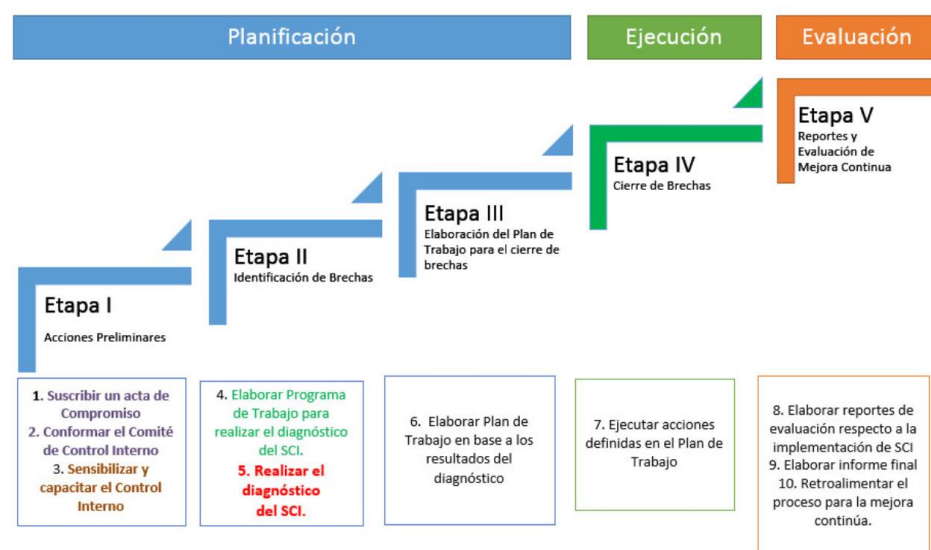 Planificación
Ejecución
Evaluación
Etapa I
Acciones Preliminares
Etapa II
Identificación de Brechas
Etapa III
Elaboración del Plan de
Trabajo para el cierre de
brechas
Etapa IV
Cierre de Brechas
Etapa V
Reportes y
Evaluación de
Mejora Continua
1. Suscribir un acta de
Compromiso
2. Conformar el Comité
de Control Interno
3. Sensibilizar y
capacitar el Control
Interno
4. Elaborar Programa
de Trabajo para
realizar el diagnóstico
del SCI.
5. Realizar el
diagnóstico
del SCI.
6. Elaborar Plan de
Trabajo en base a los
resultados del
diagnóstico
7. Ejecutar acciones
definidas en el Plan de
Trabajo
8. Elaborar reportes de
evaluación respecto a la
implementación de SCI
9. Elaborar informe final
10. Retroalimentar el
proceso para la mejora
continúa.